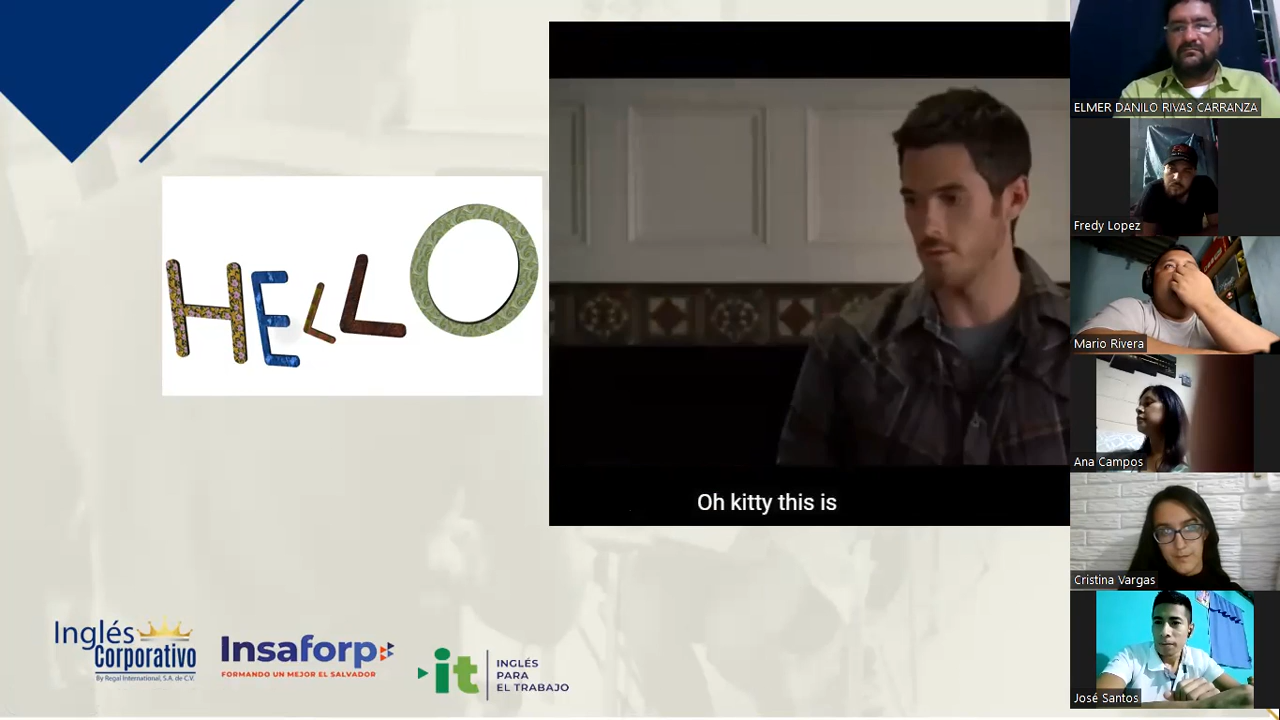 HELLO
Oh kitty this is
Inglés
Corporativo
By Regal International, S.A. de C.V.
Insaforp
FORMANDO UN MEJOR EL SALVADOR
it
INGLÉS
PARA
EL TRABAJO
ELMER DANILO RIVAS CARRANZA
Fredy Lopez
Mario Rivera
Ana Campos
Cristina Vargas
José Santos